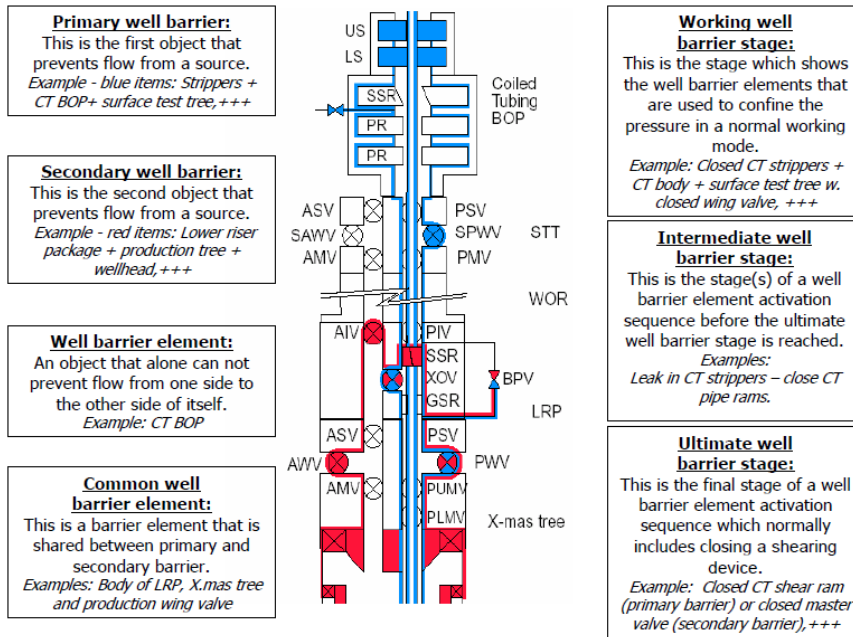 Primary well barrier:
This is the first object that
prevents flow from a source.
Example - blue items: Strippers +
CT BOP+ surface test tree,+++
Secondary well barrier:
This is the second object that
prevents flow from a source.
Example - red items: Lower riser
package + production tree +
wellhead,+++
Well barrier element:
An object that alone can not
prevent flow from one side to
the other side of itself.
Example: CT BOP
Common well
barrier element:
This is a barrier element that is
shared between primary and
secondary barrier.
Examples: Body of LRP, X.mas tree
and production wing valve
US
LS
SSR
PR
PR
Coiled
Tubing
BOP
ASV
PSV
SAWV
SPWV
STT
AMV
PMV
WOR
AIV
PIV
SSR
XOV
BPV
GSR
LRP
ASV
PSV
AWV
PWV
AMV
PUMV
PLMV
X-mas tree
Working well
barrier stage:
This is the stage which shows
the well barrier elements that
are used to confine the
pressure in a normal working
mode.
Example: Closed CT strippers +
CT body + surface test tree w.
closed wing valve, +++
Intermediate well
barrier stage:
This is the stage(s) of a well
barrier element activation
sequence before the ultimate
well barrier stage is reached.
Examples:
Leak in CT strippers – close CT
pipe rams.
Ultimate well
barrier stage:
This is the final stage of a well
barrier element activation
sequence which normally
includes closing a shearing
device.
Example: Closed CT shear ram
(primary barrier) or closed master
valve (secondary barrier),+++